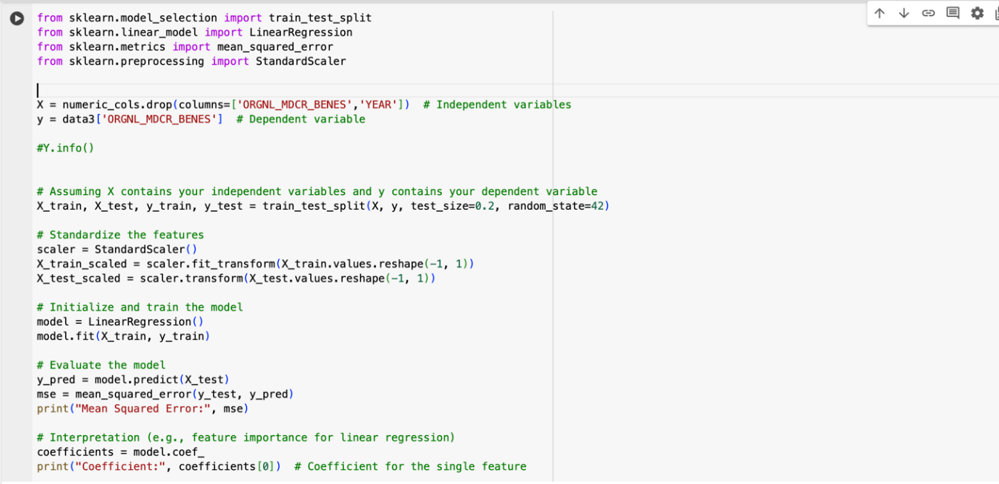 from sklearn.model_selection import train_test_split
from sklearn.linear_model import LinearRegression
from sklearn.metrics import mean_squared_error
from sklearn.preprocessing import StandardScaler
X = numeric_cols.drop(columns=['ORGNL_MDCR_BENES','YEAR'])  # Independent variables
y = data3['ORGNL_MDCR_BENES']  # Dependent variable
#Y.info()
# Assuming X contains your independent variables and y contains your dependent variable
X_train, X_test, y_train, y_test = train_test_split(X, y, test_size=0.2, random_state=42)
# Standardize the features
scaler = StandardScaler()
X_train_scaled = scaler.fit_transform(X_train.values.reshape(-1, 1))
X_test_scaled = scaler.transform(X_test.values.reshape(-1, 1))
# Initialize and train the model
model = LinearRegression()
model.fit(X_train, y_train)
# Evaluate the model
y_pred = model.predict(X_test)
mse = mean_squared_error(y_test, y_pred)
print("Mean Squared Error:", mse)
# Interpretation (e.g., feature importance for linear regression)
coefficients = model.coef_
print("Coefficient:", coefficients[0])  # Coefficient for the single feature